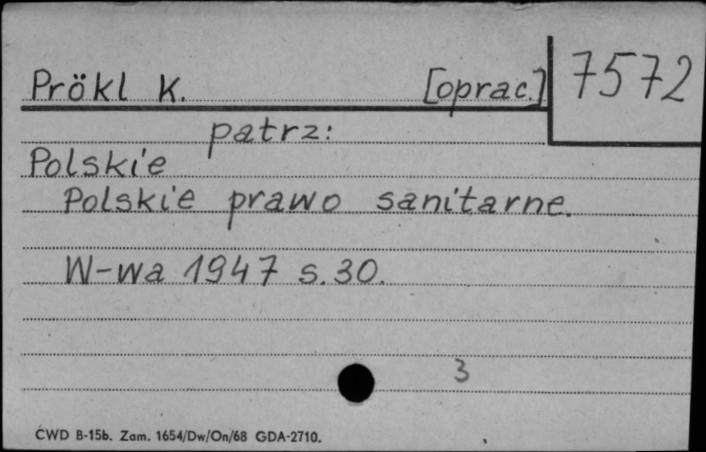 Prökl K. [oprac.] 7572
patrz:
Polskie
Polskie prawo sanitarne.
W-wa 1947 s. 30.
3
CWD B-15b. Zam. 1654/Dw/On/68 GDA-2710.